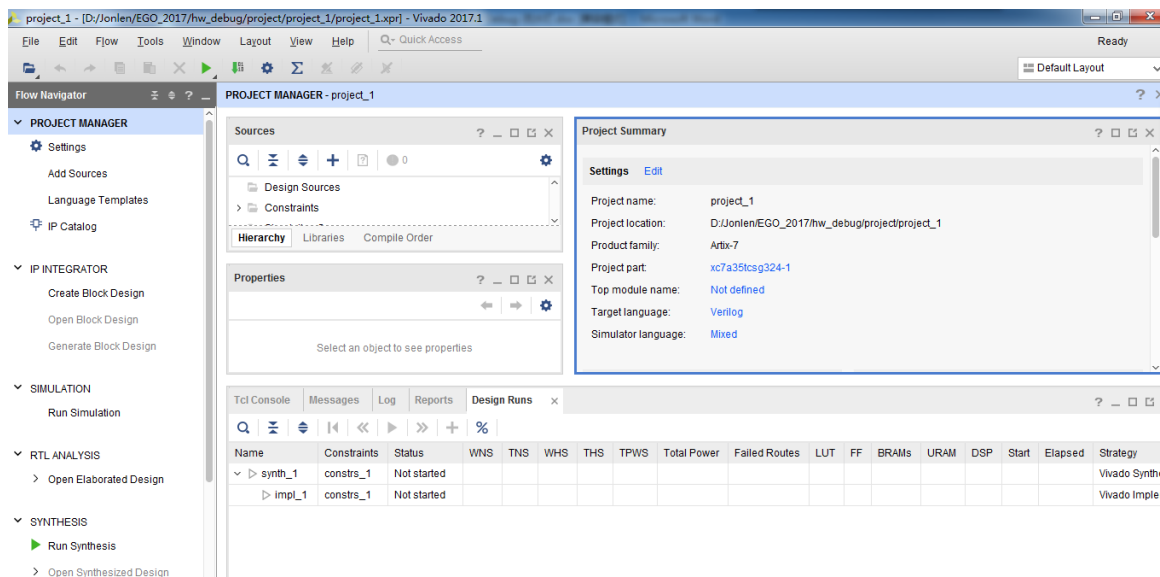 project_1 - [D:/Jonlen/EGO_2017/hw_debug/project/project_1/project_1.xpr] - Vivado 2017.1
File Edit Flow Tools Window Layout View Help Q- Quick Access Ready
Default Layout
Flow Navigator
PROJECT MANAGER - project_1
PROJECT MANAGER
Settings
Add Sources
Language Templates
IP Catalog
IP INTEGRATOR
Create Block Design
Open Block Design
Generate Block Design
SIMULATION
Run Simulation
RTL ANALYSIS
Open Elaborated Design
SYNTHESIS
Run Synthesis
Open Synthesized Design
Sources
0
Design Sources
Constraints
Hierarchy Libraries Compile Order
Properties
Select an object to see properties
Project Summary
Settings Edit
Project name: project_1
Project location: D:/Jonlen/EGO_2017/hw_debug/project/project_1
Product family: Artix-7
Project part: xc7a35tcsg324-1
Top module name: Not defined
Target language: Verilog
Simulator language: Mixed
Tcl Console Messages Log Reports Design Runs
Name Constraints Status WNS TNS WHS THS TPWS Total Power Failed Routes LUT FF BRAMs URAM DSP Start Elapsed Strategy
synth_1 constrs_1 Not started Vivado Synthe
impl_1 constrs_1 Not started Vivado Imple